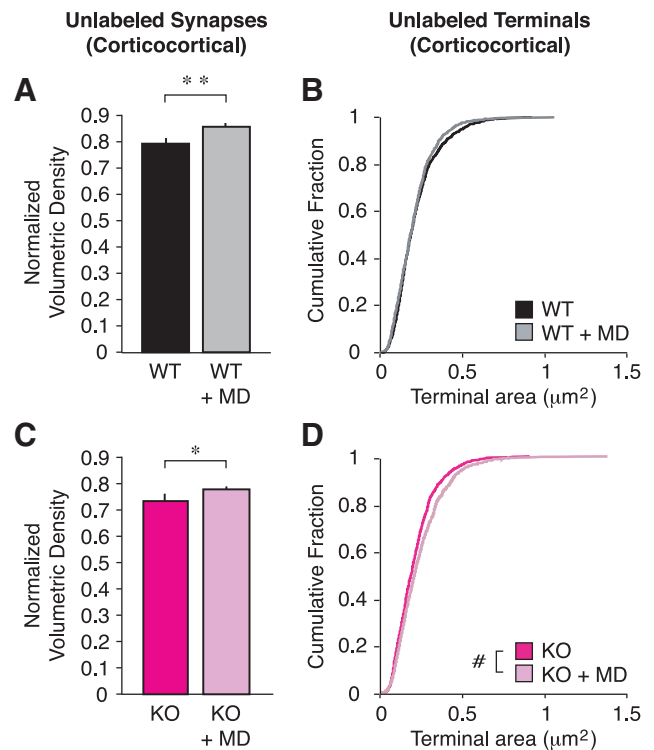 Unlabeled Synapses
(Corticocortical)
Unlabeled Terminals
(Corticocortical)
A
* *
Normalized
Volumetric Density
0.9
0.8
0.7
0.6
0.5
0.4
0.3
0.2
0.1
0
WT
WT
+ MD
B
Cumulative Fraction
1
0.8
0.6
0.4
0.2
0
WT
WT + MD
0
0.5
1.0
1.5
Terminal area (μm²)
C
*
Normalized
Volumetric Density
0.9
0.8
0.7
0.6
0.5
0.4
0.3
0.2
0.1
0
KO
KO
+ MD
D
Cumulative Fraction
1
0.8
0.6
0.4
0.2
0
#
KO
KO + MD
0
0.5
1.0
1.5
Terminal area (μm²)